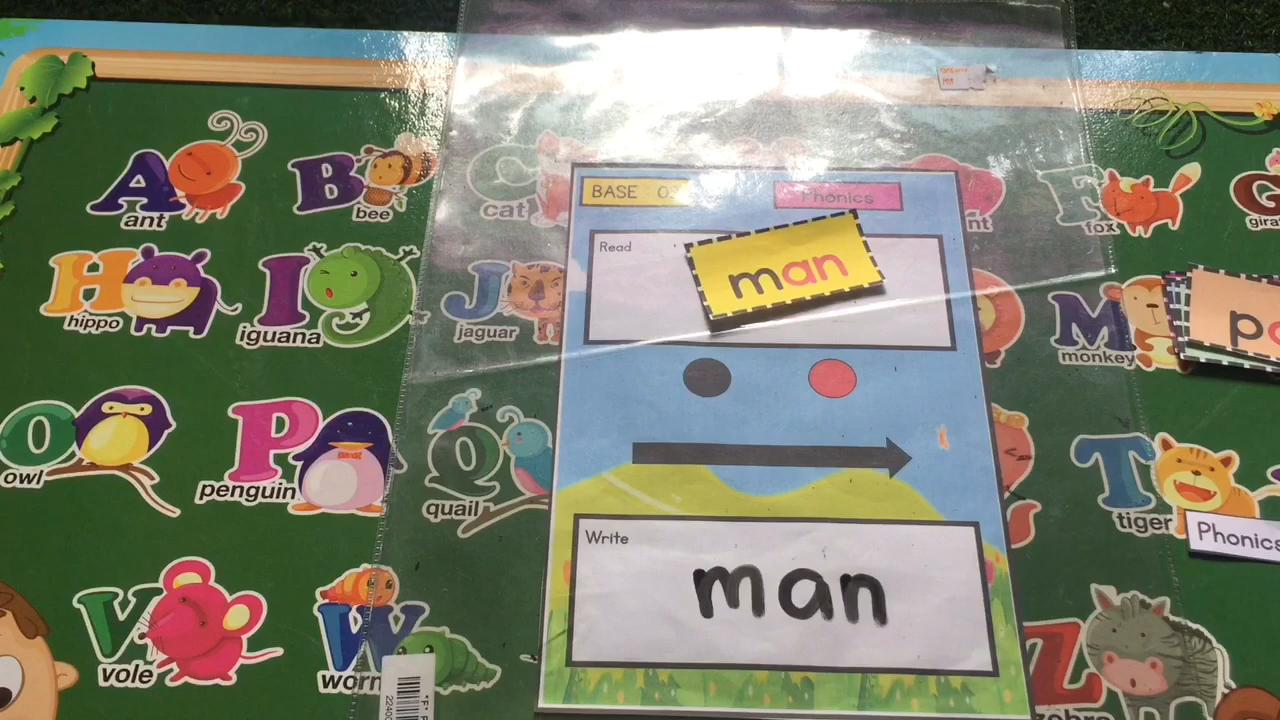 A
ant
B
bee
C
cat
F
fox
G
H
hippo
I
iguana
J
jaguar
M
monkey
O
owl
P
penguin
Q
quail
T
tiger
V
vole
W
Z
BASE
Phonics
Read
man
Write
man
Phonics